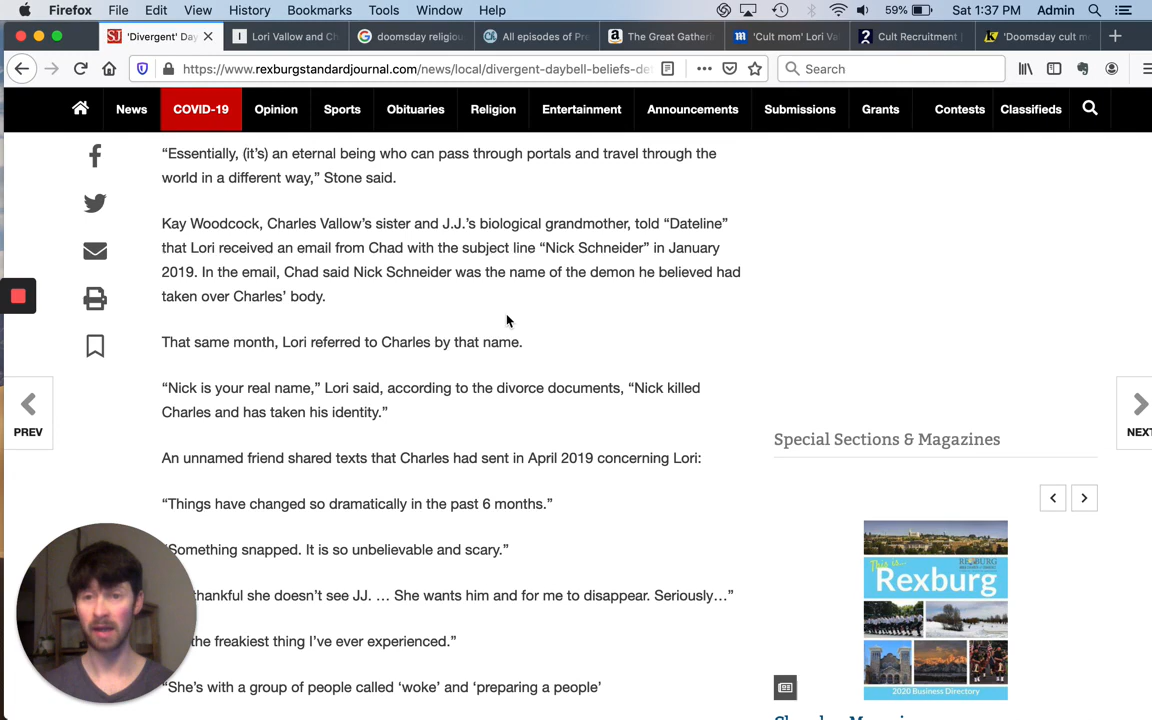 Firefox File Edit View History Bookmarks Tools Window Help 59% Sat 1:37 PM Admin
SJ 'Divergent' Day
Lori Vallow and Ch
doomsday religiou
All episodes of Pre
The Great Gatheri
'Cult mom' Lori Va
Cult Recruitment
'Doomsday cult m
https://www.rexburgstandardjournal.com/news/local/divergent-daybell-beliefs-de Search
News COVID-19 Opinion Sports Obituaries Religion Entertainment Announcements Submissions Grants Contests Classifieds
“Essentially, (it’s) an eternal being who can pass through portals and travel through the
world in a different way,” Stone said.
Kay Woodcock, Charles Vallow’s sister and J.J.’s biological grandmother, told “Dateline”
that Lori received an email from Chad with the subject line “Nick Schneider” in January
2019. In the email, Chad said Nick Schneider was the name of the demon he believed had
taken over Charles’ body.
That same month, Lori referred to Charles by that name.
“Nick is your real name,” Lori said, according to the divorce documents, “Nick killed
Charles and has taken his identity.”
An unnamed friend shared texts that Charles had sent in April 2019 concerning Lori:
“Things have changed so dramatically in the past 6 months.”
“Something snapped. It is so unbelievable and scary.”
thankful she doesn’t see JJ. … She wants him and for me to disappear. Seriously…”
the freakiest thing I’ve ever experienced.”
“She’s with a group of people called ‘woke’ and ‘preparing a people’
PREV
NEXT
Special Sections & Magazines
This is
Rexburg
2020 Business Directory